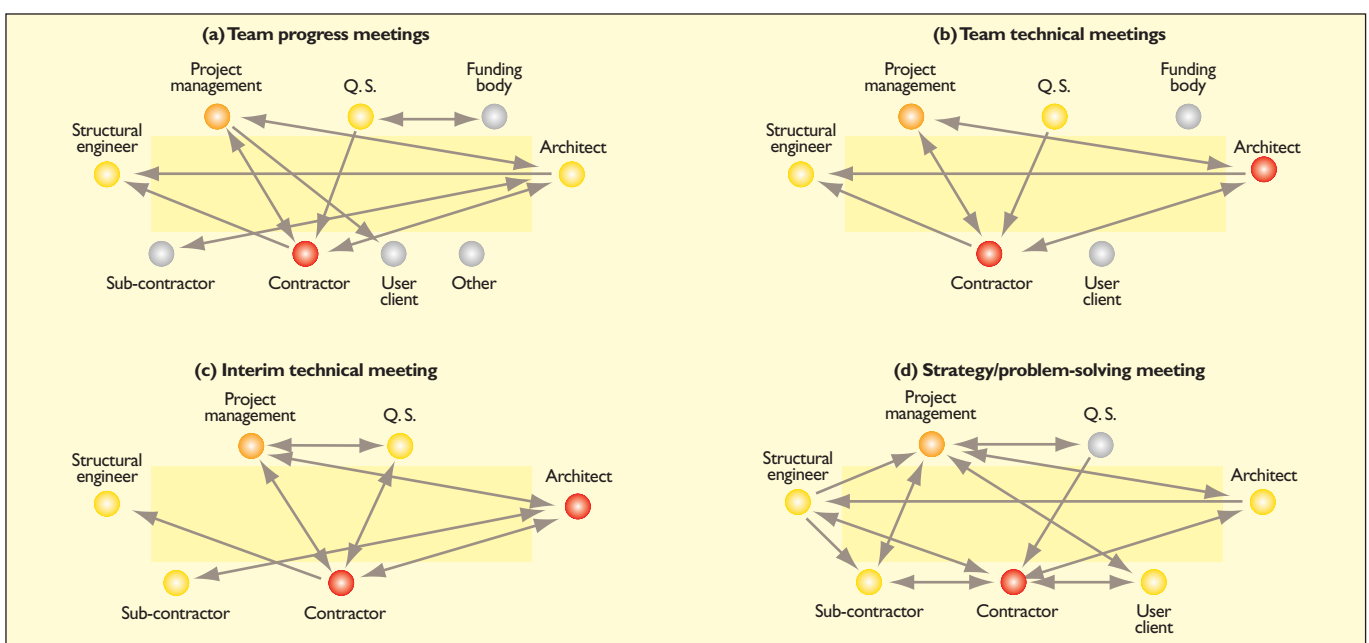 (a) Team progress meetings
Project
management
Q. S.
Funding
body
Structural
engineer
Architect
Sub-contractor
Contractor
User
client
Other
(b) Team technical meetings
Project
management
Q. S.
Funding
body
Structural
engineer
Architect
Contractor
User
client
(c) Interim technical meeting
Project
management
Q. S.
Structural
engineer
Architect
Sub-contractor
Contractor
(d) Strategy/problem-solving meeting
Project
management
Q. S.
Structural
engineer
Architect
Sub-contractor
Contractor
User
client